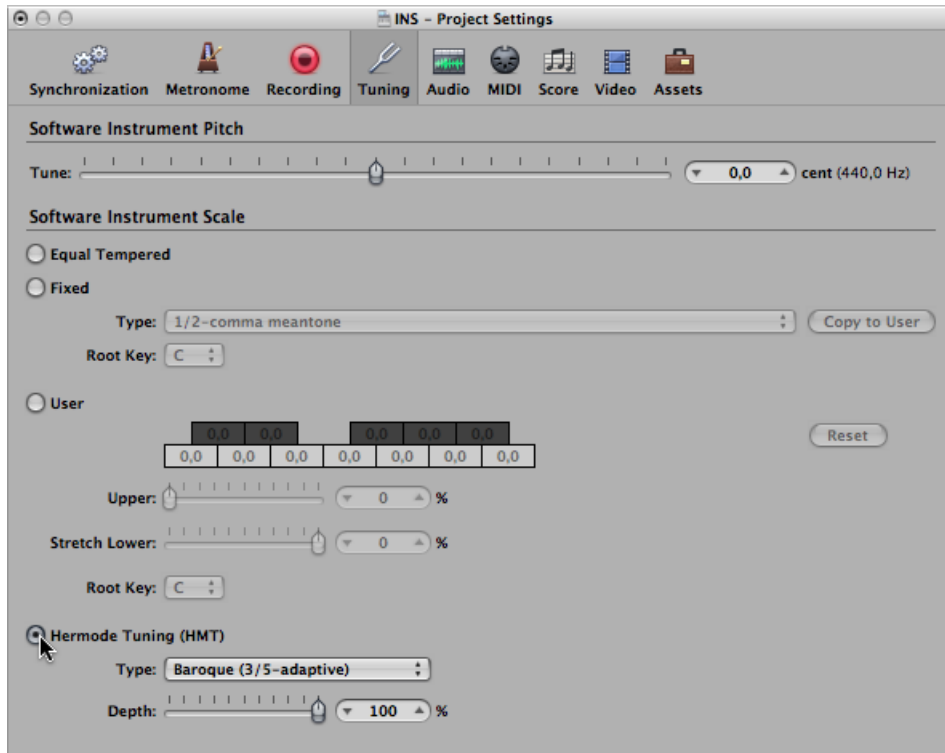 INS – Project Settings
Synchronization Metronome Recording Tuning Audio MIDI Score Video Assets
Software Instrument Pitch
Tune: 0,0 cent (440,0 Hz)
Software Instrument Scale
Equal Tempered
Fixed
Type: 1/2-comma meantone Copy to User
Root Key: C
User
0,0 0,0 0,0 0,0 0,0 Reset
0,0 0,0 0,0 0,0 0,0 0,0 0,0
Upper: 0 %
Stretch Lower: 0 %
Root Key: C
Hermode Tuning (HMT)
Type: Baroque (3/5-adaptive)
Depth: 100 %